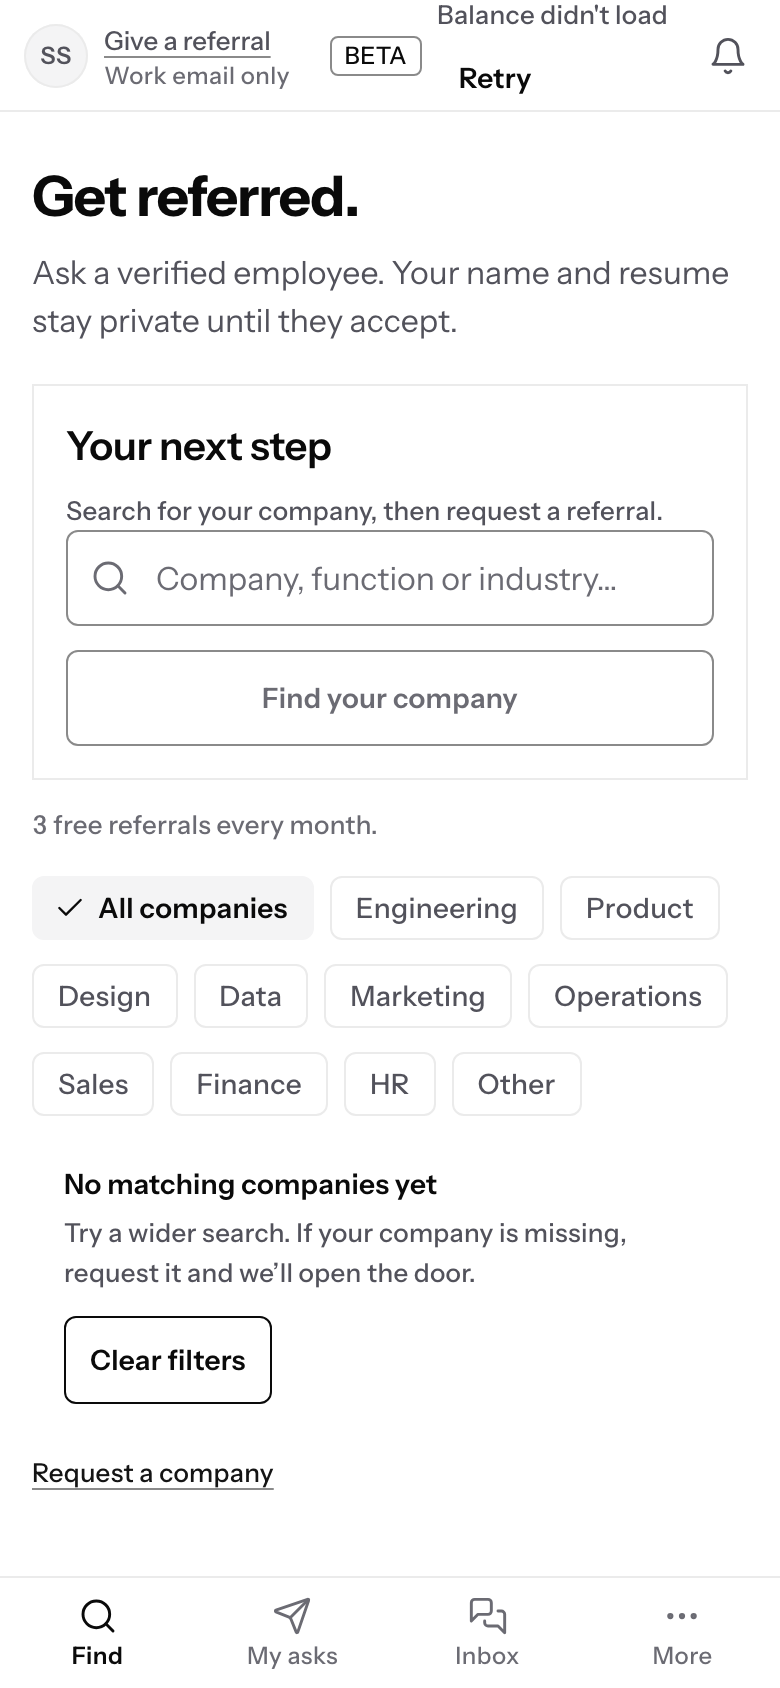 SS
Give a referral
Work email only
BETA
Balance didn't load
Retry
Get referred.
Ask a verified employee. Your name and resume
stay private until they accept.
Your next step
Search for your company, then request a referral.
Company, function or industry...
Find your company
3 free referrals every month.
All companies
Engineering
Product
Design
Data
Marketing
Operations
Sales
Finance
HR
Other
No matching companies yet
Try a wider search. If your company is missing,
request it and we’ll open the door.
Clear filters
Request a company
Find
My asks
Inbox
More